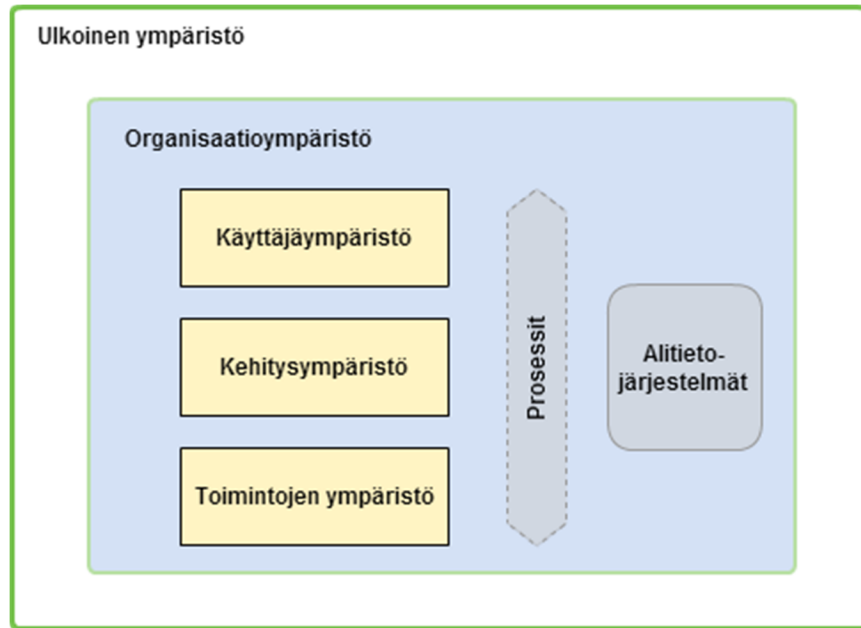 Ulkoinen ympäristö
Organisaatioympäristö
Käyttäjäympäristö
Kehitysympäristö
Toimintojen ympäristö
Prosessit
Alitieto-
järjestelmät